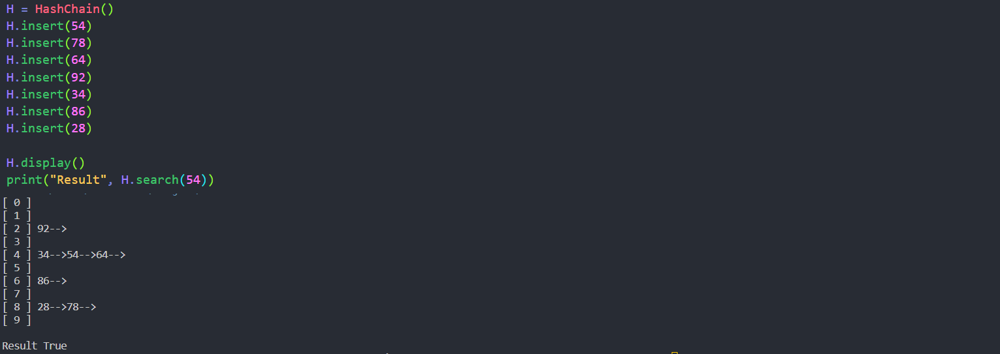 H = HashChain()
H.insert(54)
H.insert(78)
H.insert(64)
H.insert(92)
H.insert(34)
H.insert(86)
H.insert(28)
H.display()
print("Result", H.search(54))
[ 0 ]
[ 1 ]
[ 2 ] 92-->
[ 3 ]
[ 4 ] 34-->54-->64-->
[ 5 ]
[ 6 ] 86-->
[ 7 ]
[ 8 ] 28-->78-->
[ 9 ]
Result True